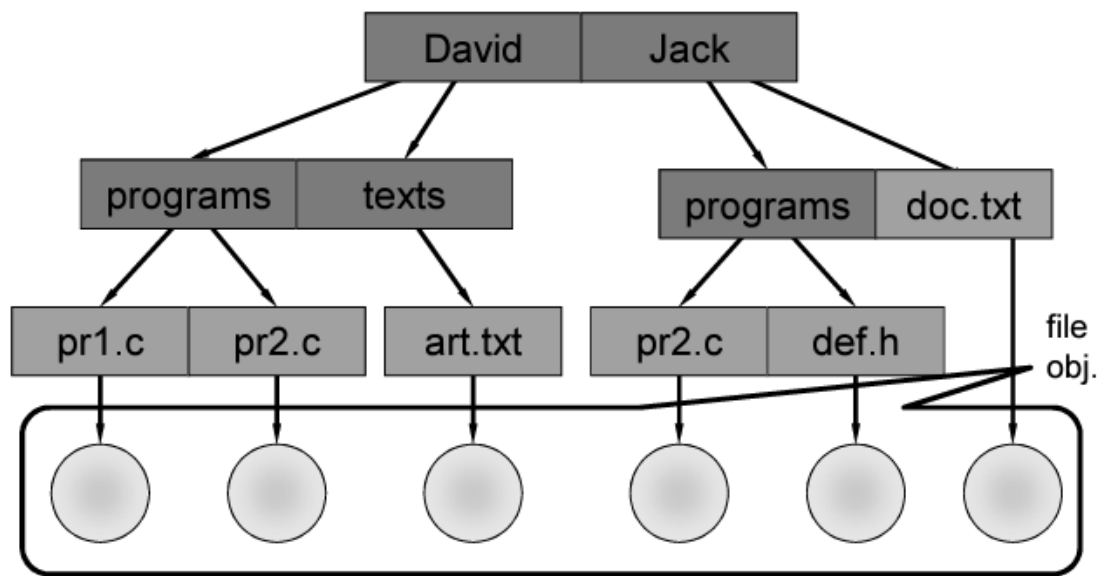 David Jack
programs texts
programs doc.txt
pr1.c pr2.c art.txt pr2.c def.h
file
obj.